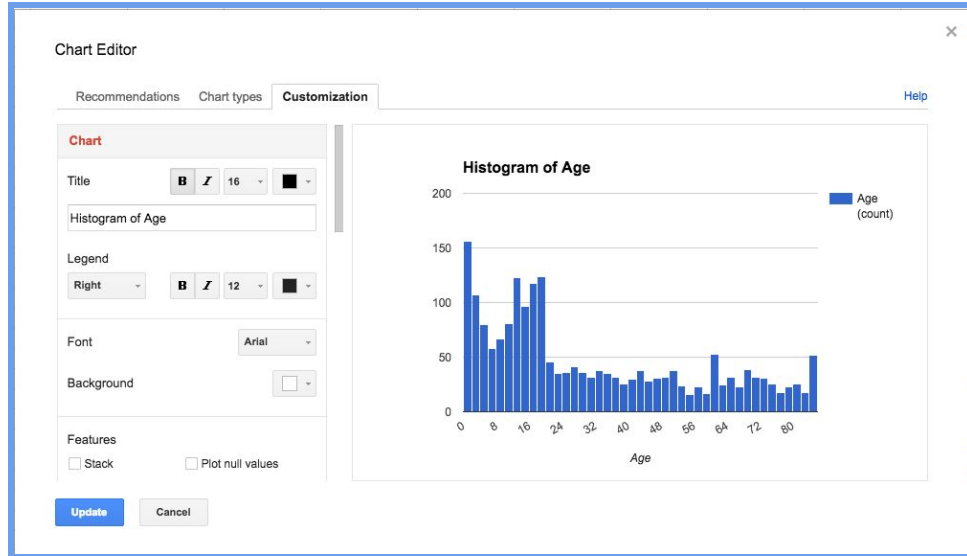 Chart Editor
Recommendations Chart types Customization
Help
Chart
Title B I 16
Histogram of Age
Legend
Right B I 12
Font Arial
Background
Features
Stack Plot null values
Update Cancel
Histogram of Age
200
150
100
50
0
0 8 16 24 32 40 48 56 64 72 80
Age
Age
(count)